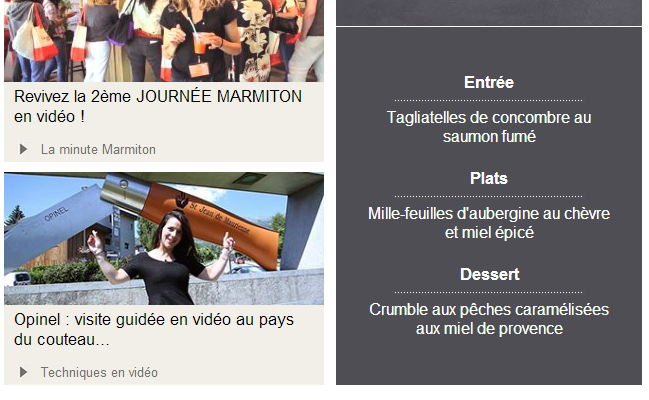 Revivez la 2ème JOURNÉE MARMITON
en vidéo !
La minute Marmiton
OPINEL
St. Jean de Maurienne
Opinel : visite guidée en vidéo au pays
du couteau...
Techniques en vidéo
Entrée
Tagliatelles de concombre au
saumon fumé
Plats
Mille-feuilles d'aubergine au chèvre
et miel épicé
Dessert
Crumble aux pêches caramélisées
aux miel de provence